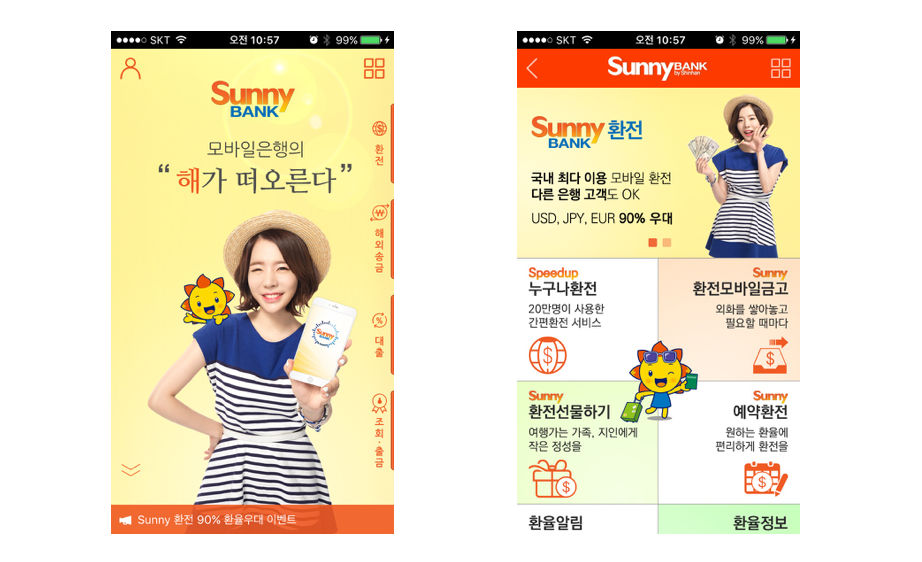 SKT 오전 10:57 99%
Sunny
BANK
모바일은행의
“해가 떠오른다”
환전
해외송금
대출
조회·출금
Sunny
BANK
Sunny 환전 90% 환율우대 이벤트
SKT 오전 10:57 99%
Sunny BANK
by Shinhan
Sunny
BANK 환전
국내 최다 이용 모바일 환전
다른 은행 고객도 OK
USD, JPY, EUR 90% 우대
Speedup
누구나환전
20만명이 사용한
간편환전 서비스
Sunny
환전모바일금고
외화를 쌓아놓고
필요할 때마다
Sunny
환전선물하기
여행가는 가족, 지인에게
작은 정성을
Sunny
예약환전
원하는 환율에
편리하게 환전을
환율알림
환율정보